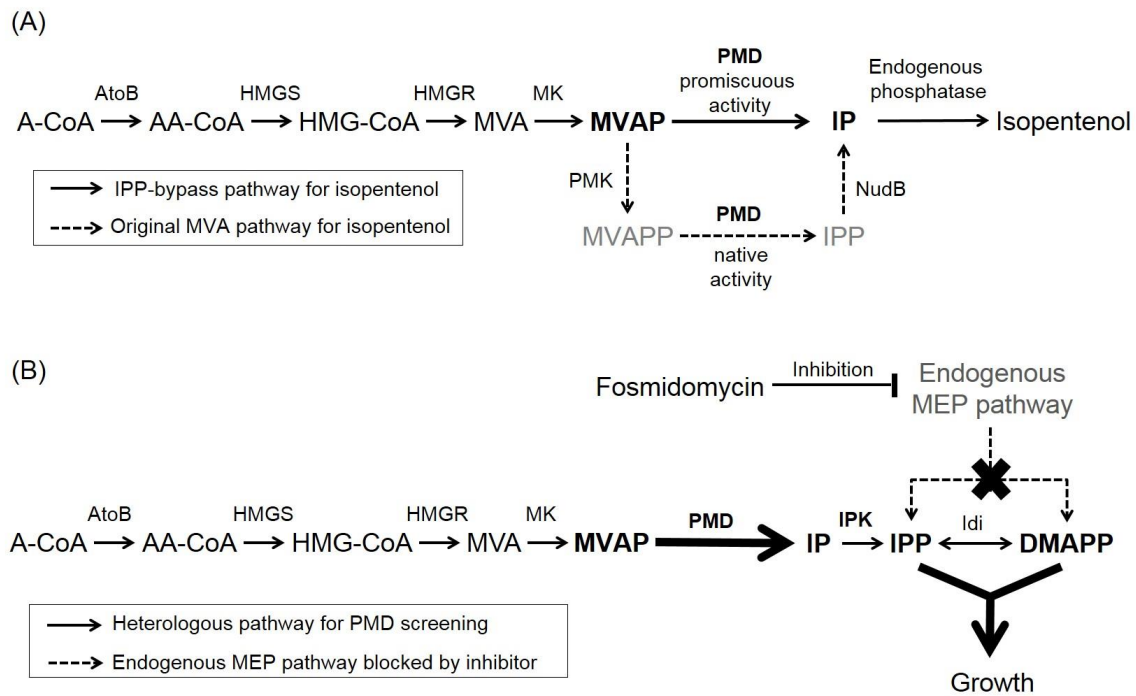 (A)
PMD
promiscuous
activity
Endogenous
phosphatase
AtoB
HMGS
HMGR
MK
A-CoA
AA-CoA
HMG-CoA
MVA
MVAP
IP
Isopentenol
IPP-bypass pathway for isopentenol
Original MVA pathway for isopentenol
PMK
NudB
MVAPP
PMD
native
activity
IPP
(B)
Fosmidomycin
Inhibition
Endogenous
MEP pathway
AtoB
HMGS
HMGR
MK
PMD
IPK
Idi
A-CoA
AA-CoA
HMG-CoA
MVA
MVAP
IP
IPP
DMAPP
Heterologous pathway for PMD screening
Endogenous MEP pathway blocked by inhibitor
Growth